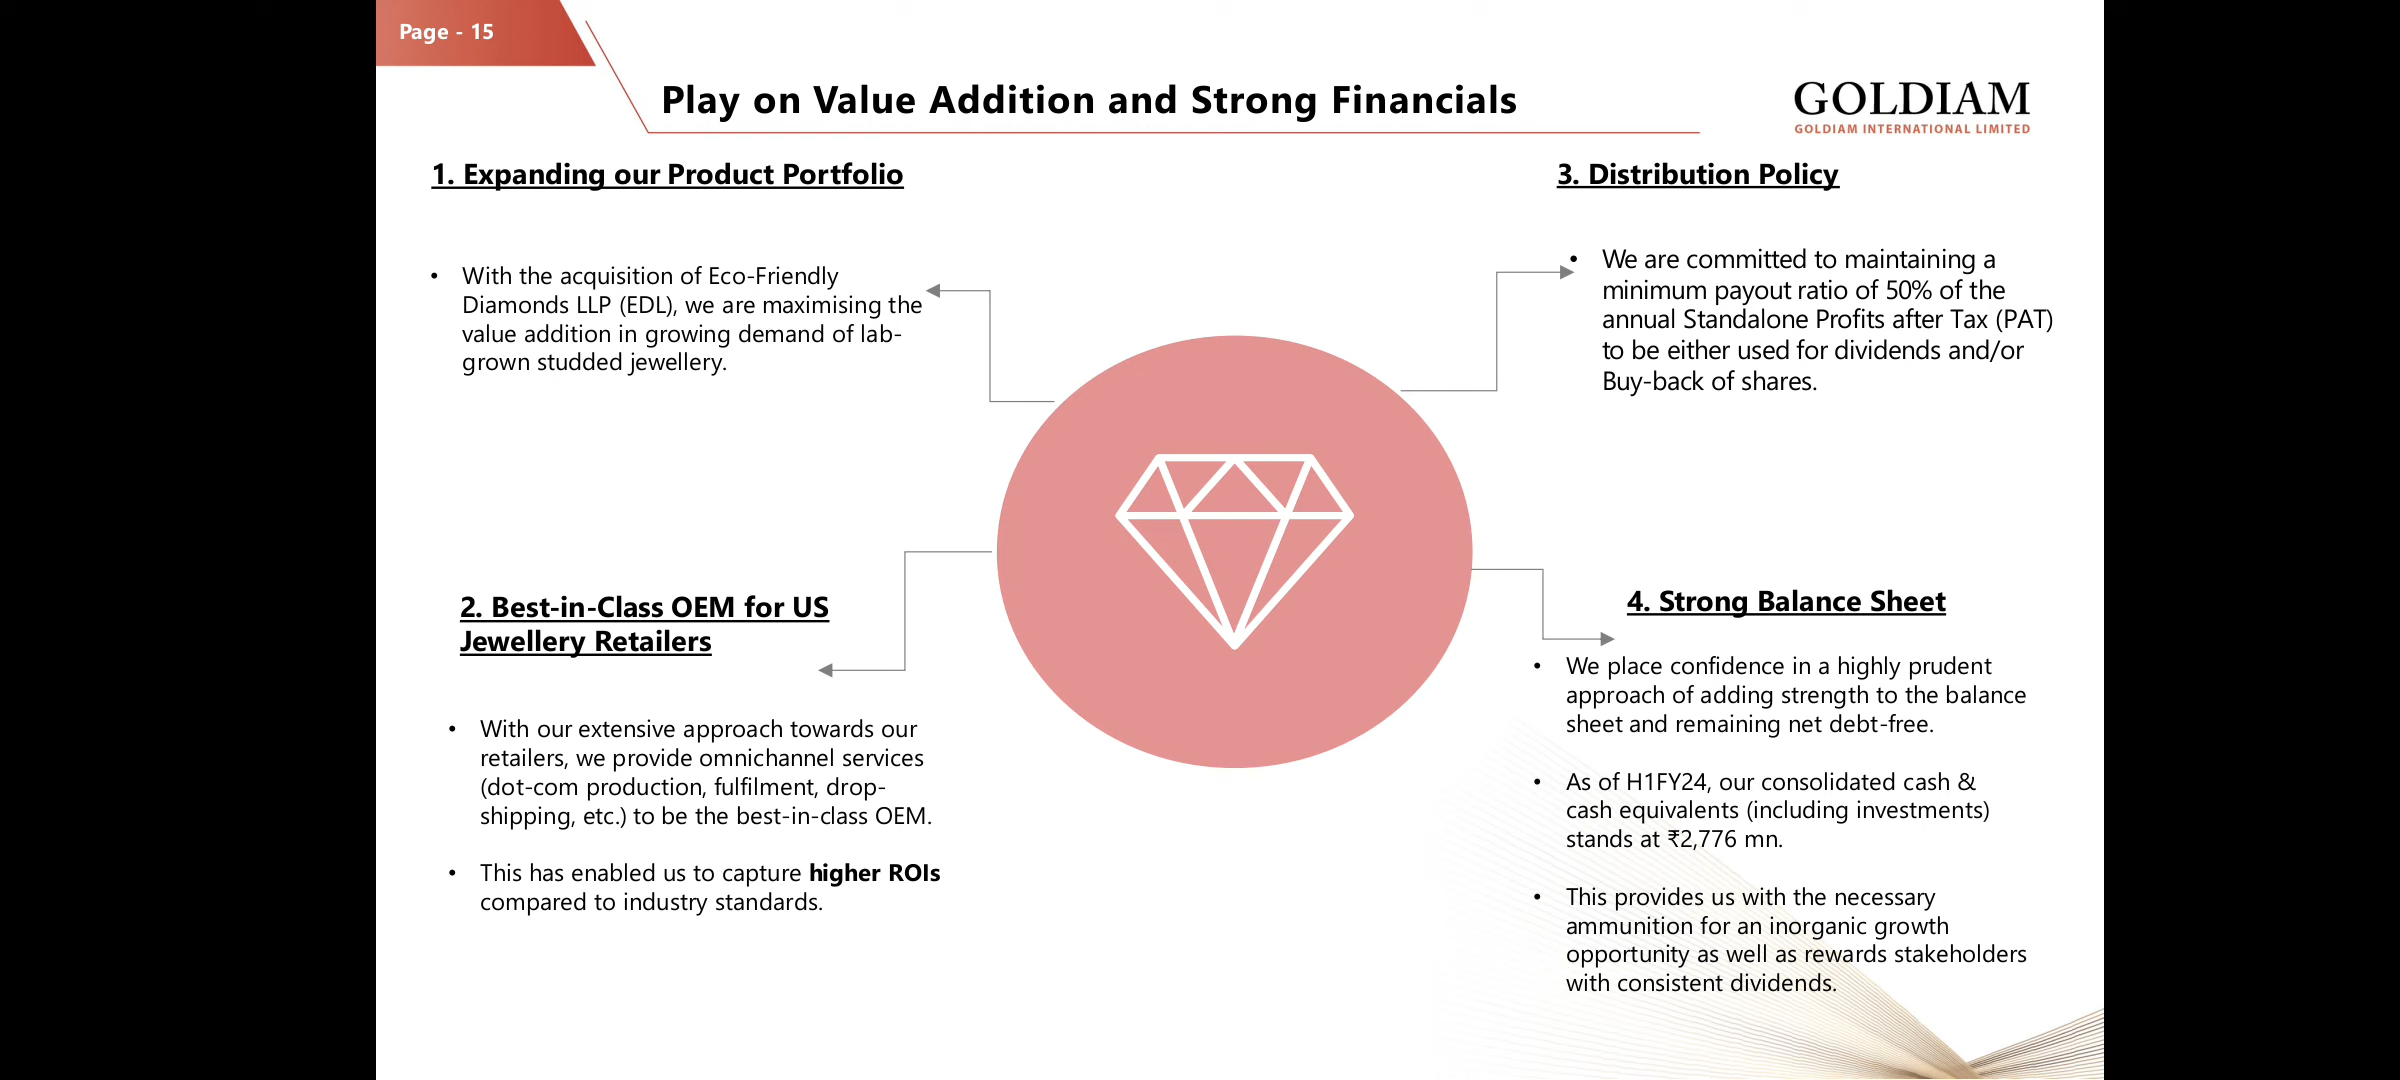 Page - 15
Play on Value Addition and Strong Financials
GOLDIAM
GOLDIAM INTERNATIONAL LIMITED
1. Expanding our Product Portfolio
• With the acquisition of Eco-Friendly
Diamonds LLP (EDL), we are maximising the
value addition in growing demand of lab-
grown studded jewellery.
2. Best-in-Class OEM for US
Jewellery Retailers
• With our extensive approach towards our
retailers, we provide omnichannel services
(dot-com production, fulfilment, drop-
shipping, etc.) to be the best-in-class OEM.
• This has enabled us to capture higher ROIs
compared to industry standards.
3. Distribution Policy
• We are committed to maintaining a
minimum payout ratio of 50% of the
annual Standalone Profits after Tax (PAT)
to be either used for dividends and/or
Buy-back of shares.
4. Strong Balance Sheet
• We place confidence in a highly prudent
approach of adding strength to the balance
sheet and remaining net debt-free.
• As of H1FY24, our consolidated cash &
cash equivalents (including investments)
stands at ₹2,776 mn.
• This provides us with the necessary
ammunition for an inorganic growth
opportunity as well as rewards stakeholders
with consistent dividends.